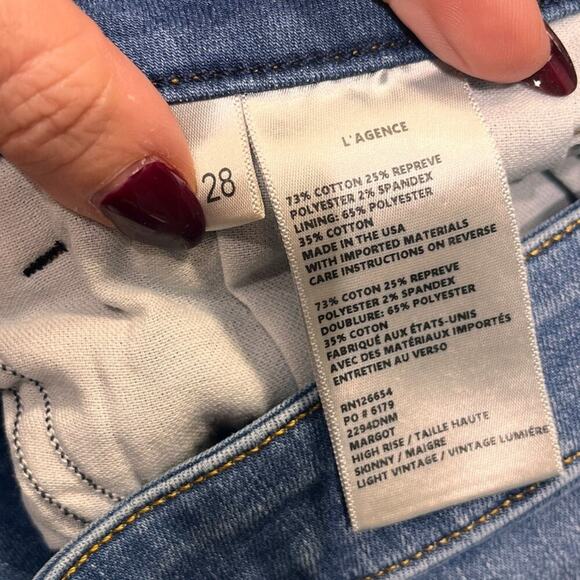 28
L'AGENCE
73% COTTON 25% REPREVE
POLYESTER 2% SPANDEX
LINING: 65% POLYESTER
35% COTTON
MADE IN THE USA
WITH IMPORTED MATERIALS
CARE INSTRUCTIONS ON REVERSE
73% COTON 25% REPREVE
POLYESTER 2% SPANDEX
DOUBLURE: 65% POLYESTER
35% COTON
FABRIQUÉ AUX ÉTATS-UNIS
AVEC DES MATÉRIAUX IMPORTÉS
ENTRETIEN AU VERSO
RN126654
PO # 6179
2294DNM
MARGOT
HIGH RISE / TAILLE HAUTE
SKINNY / MAIGRE
LIGHT VINTAGE / VINTAGE LUMIÈRE